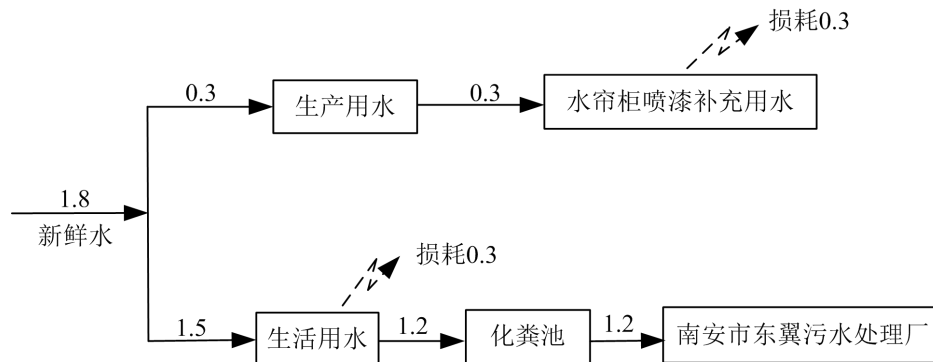 损耗0.3
0.3
生产用水
0.3
水帘柜喷漆补充用水
1.8
新鲜水
损耗0.3
1.5
生活用水
1.2
化粪池
1.2
南安市东翼污水处理厂